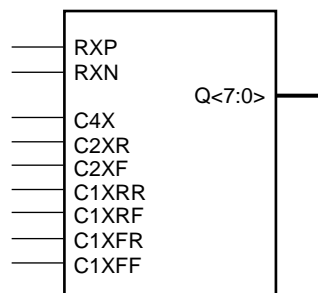 RXP
RXN
Q<7:0>
C4X
C2XR
C2XF
C1XRR
C1XRF
C1XFR
C1XFF